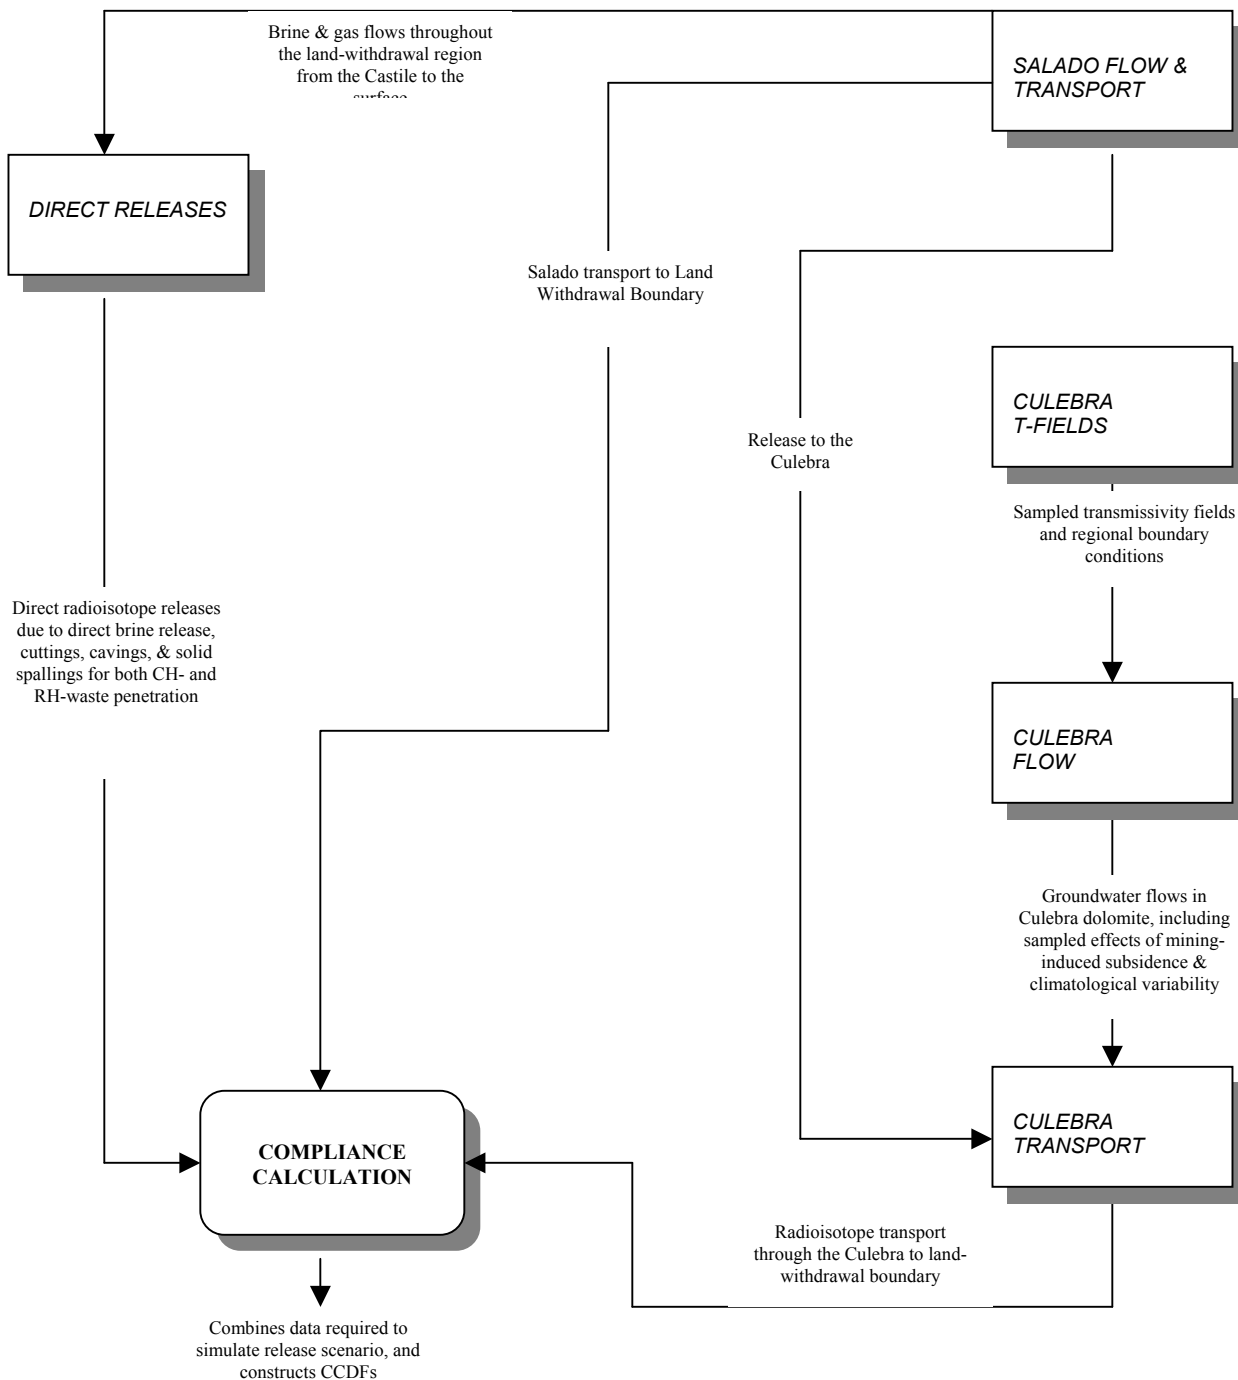 Brine & gas flows throughout
the land-withdrawal region
from the Castile to the
surface
SALADO FLOW &
TRANSPORT
DIRECT RELEASES
Salado transport to Land
Withdrawal Boundary
CULEBRA
T-FIELDS
Release to the
Culebra
Sampled transmissivity fields
and regional boundary
conditions
Direct radioisotope releases
due to direct brine release,
cuttings, cavings, & solid
spallings for both CH- and
RH-waste penetration
CULEBRA
FLOW
Groundwater flows in
Culebra dolomite, including
sampled effects of mining-
induced subsidence &
climatological variability
CULEBRA
TRANSPORT
COMPLIANCE
CALCULATION
Radioisotope transport
through the Culebra to land-
withdrawal boundary
Combines data required to
simulate release scenario, and
constructs CCDFs